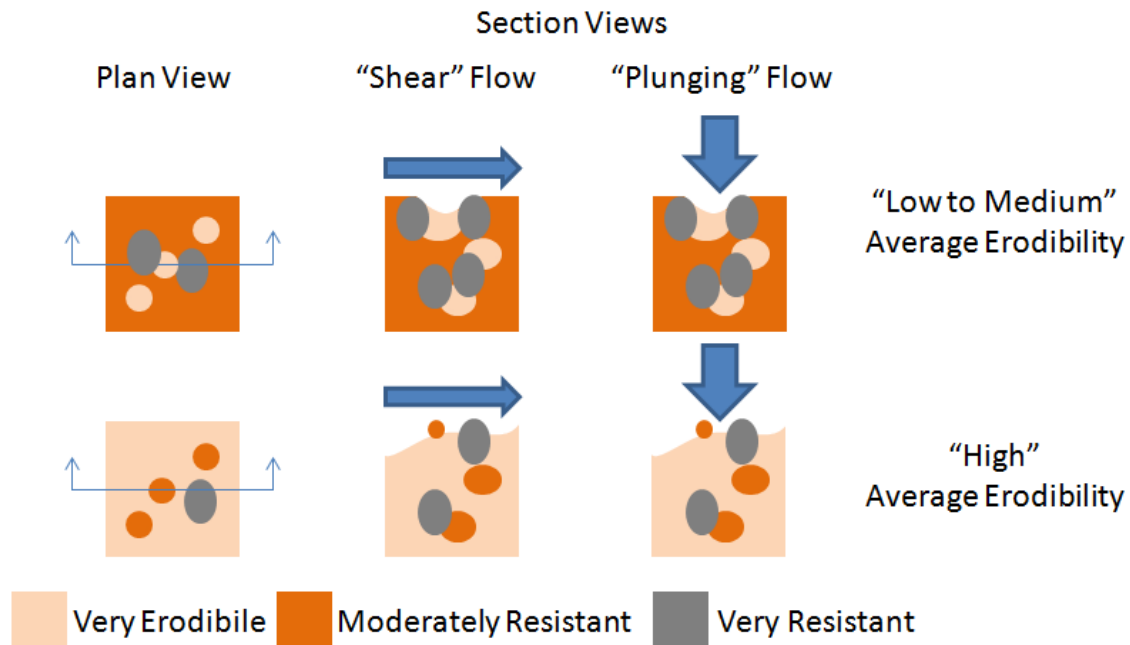 Section Views
Plan View
“Shear” Flow
“Plunging” Flow
“Low to Medium”
Average Erodibility
“High”
Average Erodibility
Very Erodibile
Moderately Resistant
Very Resistant